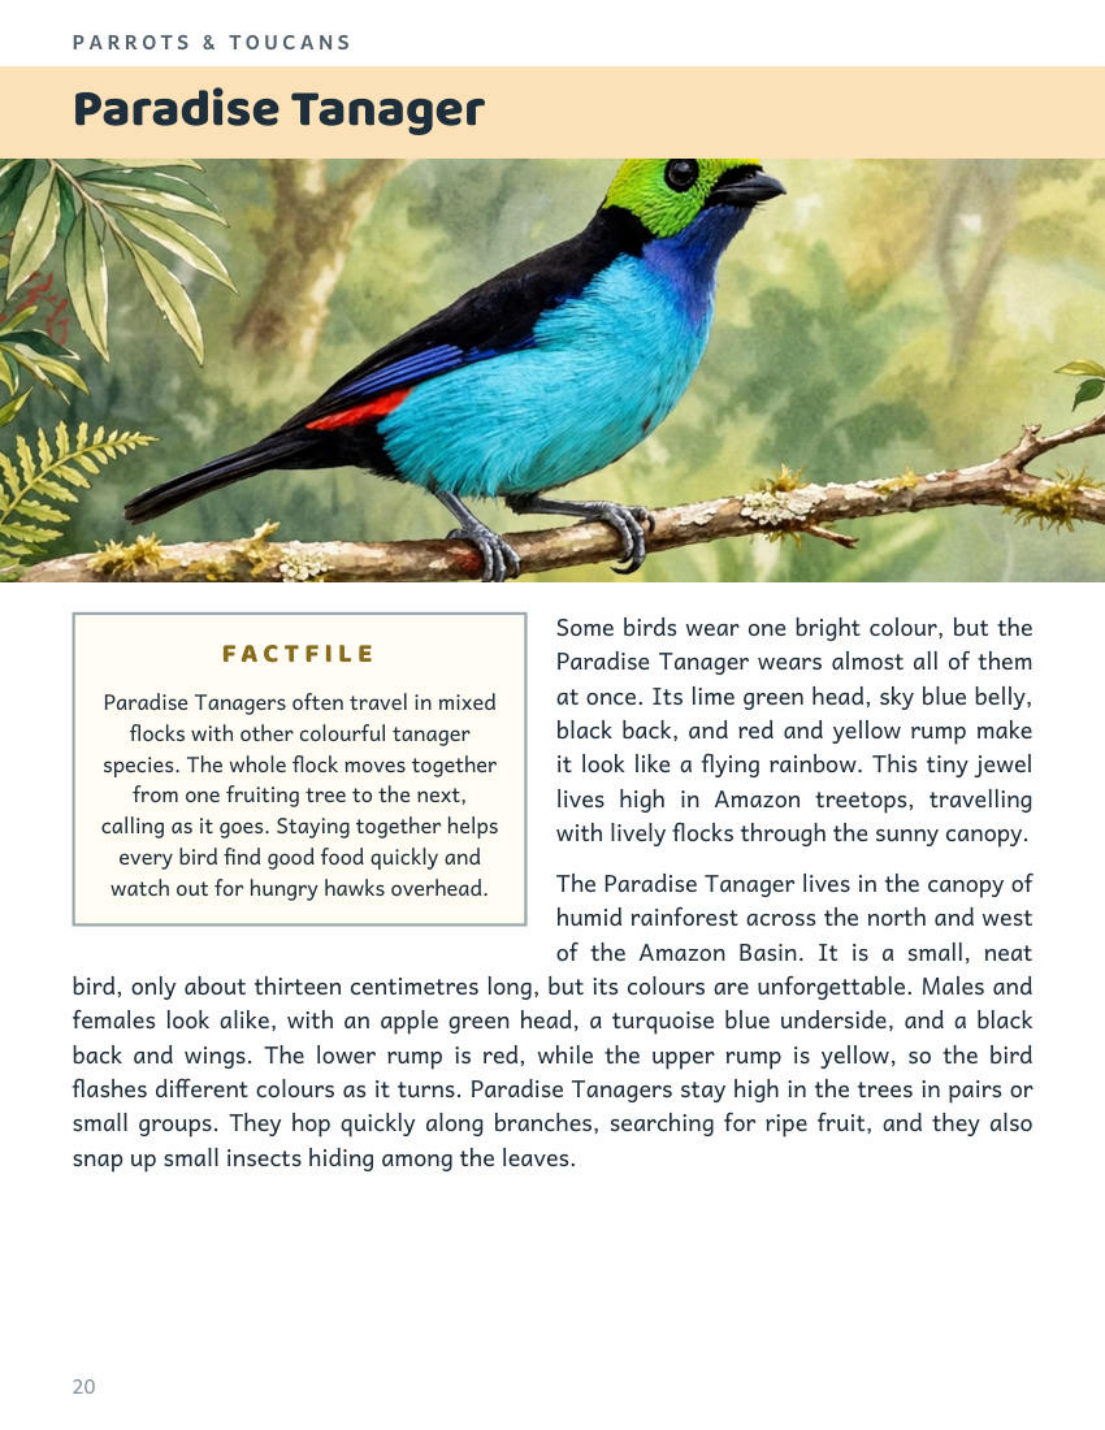 PARROTS & TOUCANS
Paradise Tanager
FACTFILE
Paradise Tanagers often travel in mixed
flocks with other colourful tanager
species. The whole flock moves together
from one fruiting tree to the next,
calling as it goes. Staying together helps
every bird find good food quickly and
watch out for hungry hawks overhead.
Some birds wear one bright colour, but the
Paradise Tanager wears almost all of them
at once. Its lime green head, sky blue belly,
black back, and red and yellow rump make
it look like a flying rainbow. This tiny jewel
lives high in Amazon treetops, travelling
with lively flocks through the sunny canopy.
The Paradise Tanager lives in the canopy of
humid rainforest across the north and west
of the Amazon Basin. It is a small, neat
bird, only about thirteen centimetres long, but its colours are unforgettable. Males and
females look alike, with an apple green head, a turquoise blue underside, and a black
back and wings. The lower rump is red, while the upper rump is yellow, so the bird
flashes different colours as it turns. Paradise Tanagers stay high in the trees in pairs or
small groups. They hop quickly along branches, searching for ripe fruit, and they also
snap up small insects hiding among the leaves.
20